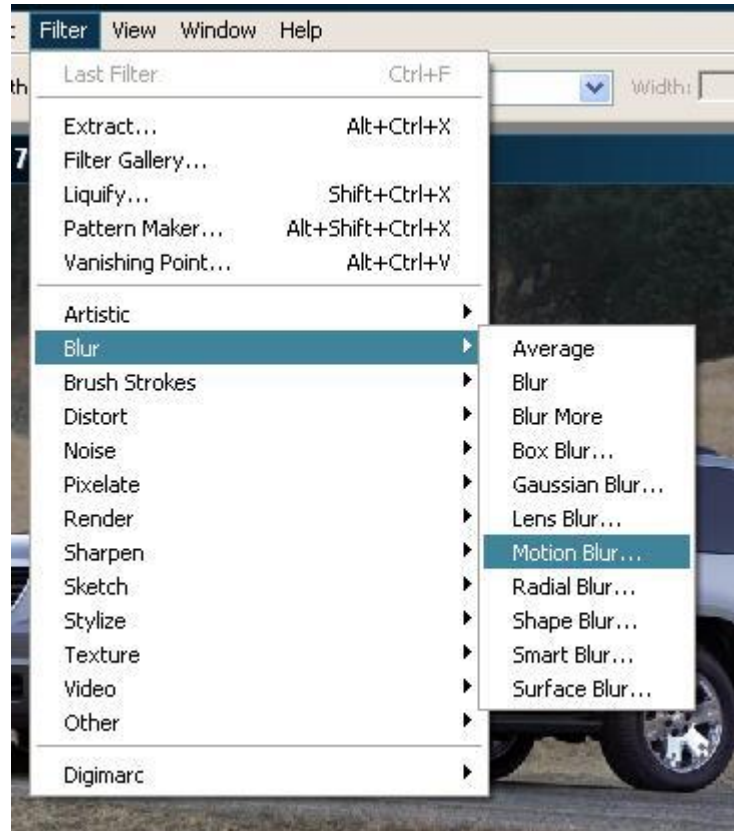 Filter View Window Help
th Width:
7
Last Filter Ctrl+F
Extract... Alt+Ctrl+X
Filter Gallery...
Liquify... Shift+Ctrl+X
Pattern Maker... Alt+Shift+Ctrl+X
Vanishing Point... Alt+Ctrl+V
Artistic
Blur
Brush Strokes
Distort
Noise
Pixelate
Render
Sharpen
Sketch
Stylize
Texture
Video
Other
Digimarc
Average
Blur
Blur More
Box Blur...
Gaussian Blur...
Lens Blur...
Motion Blur...
Radial Blur...
Shape Blur...
Smart Blur...
Surface Blur...